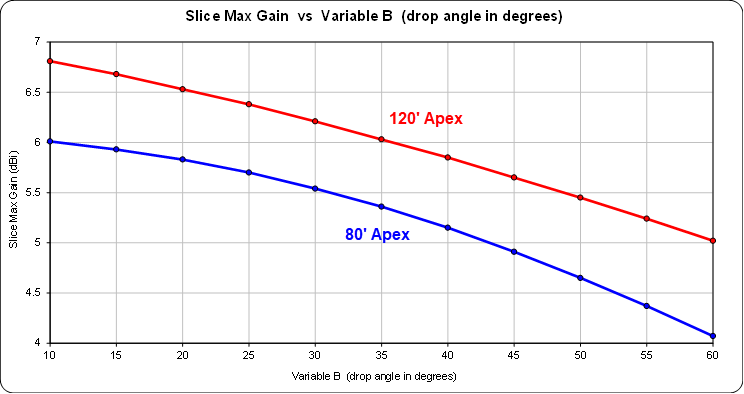 Slice Max Gain vs Variable B (drop angle in degrees)
7
6.5
6
5.5
5
4.5
4
Slice Max Gain (dBi)
120' Apex
80' Apex
10 15 20 25 30 35 40 45 50 55 60
Variable B (drop angle in degrees)